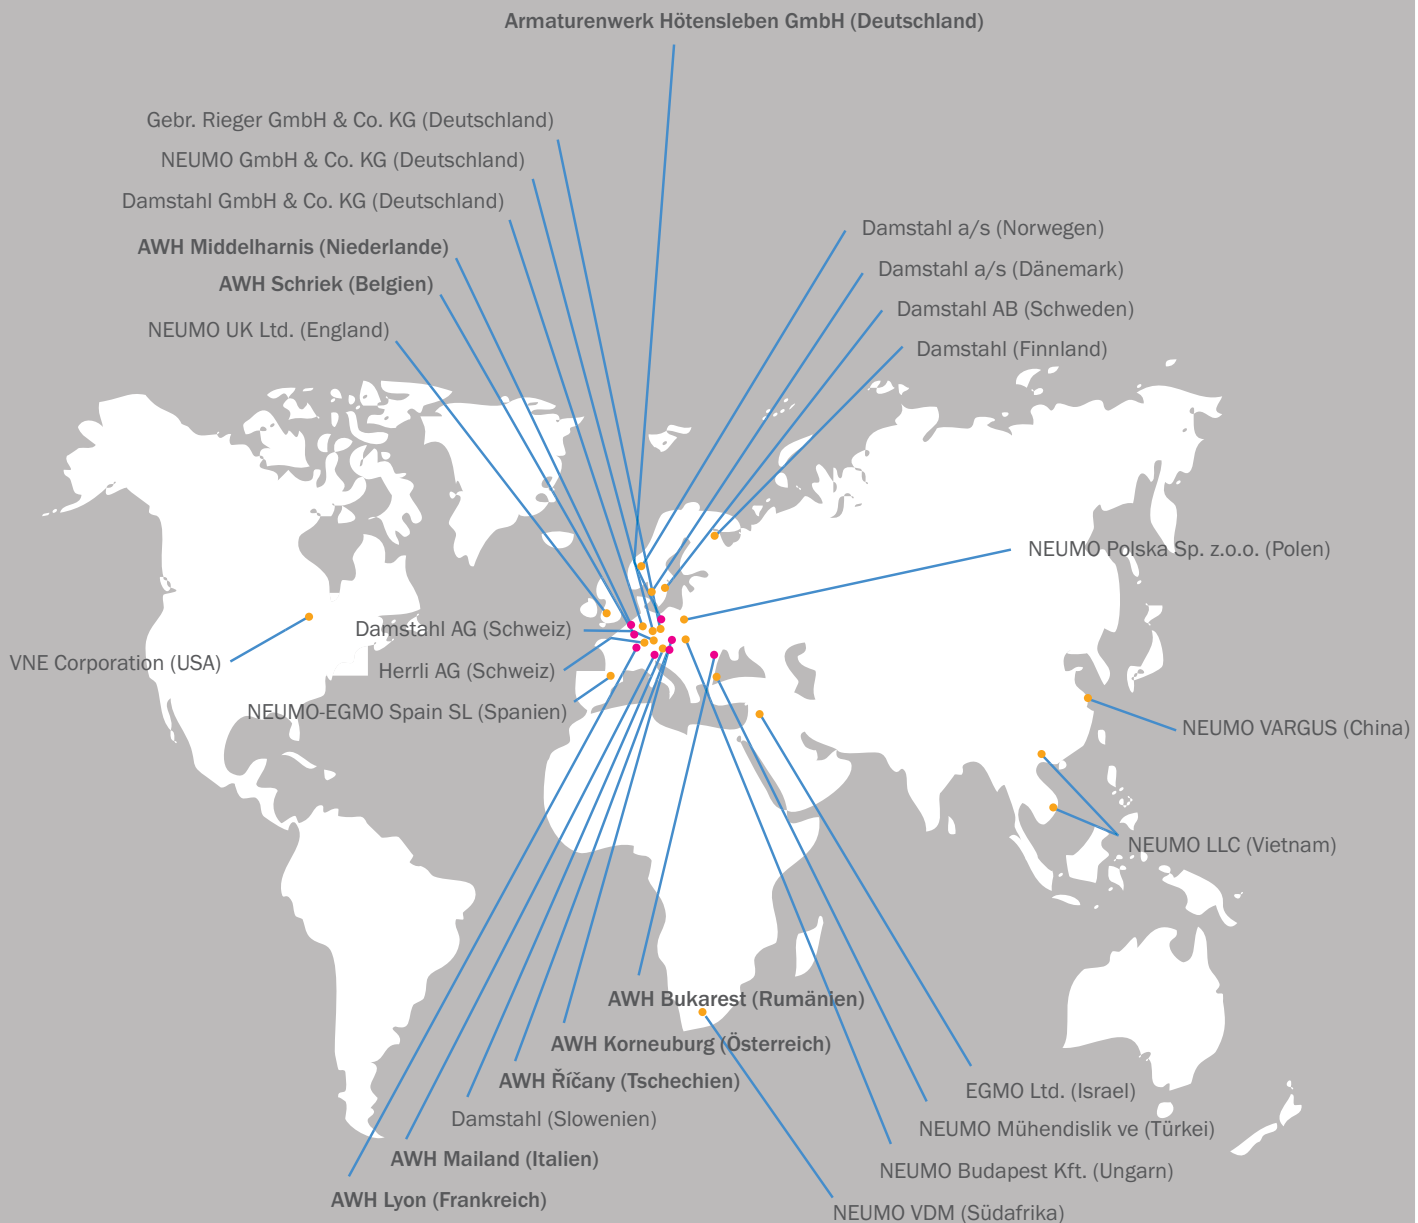 Armaturenwerk Hötensleben GmbH (Deutschland)
Gebr. Rieger GmbH & Co. KG (Deutschland)
NEUMO GmbH & Co. KG (Deutschland)
Damstahl GmbH & Co. KG (Deutschland)
AWH Middelharnis (Niederlande)
AWH Schriek (Belgien)
NEUMO UK Ltd. (England)
Damstahl a/s (Norwegen)
Damstahl a/s (Dänemark)
Damstahl AB (Schweden)
Damstahl (Finnland)
NEUMO Polska Sp. z.o.o. (Polen)
Damstahl AG (Schweiz)
VNE Corporation (USA)
Herrli AG (Schweiz)
NEUMO-EGMO Spain SL (Spanien)
NEUMO VARGUS (China)
NEUMO LLC (Vietnam)
AWH Bukarest (Rumänien)
AWH Korneuburg (Österreich)
AWH Říčany (Tschechien)
Damstahl (Slowenien)
AWH Mailand (Italien)
AWH Lyon (Frankreich)
EGMO Ltd. (Israel)
NEUMO Mühendislik ve (Türkei)
NEUMO Budapest Kft. (Ungarn)
NEUMO VDM (Südafrika)